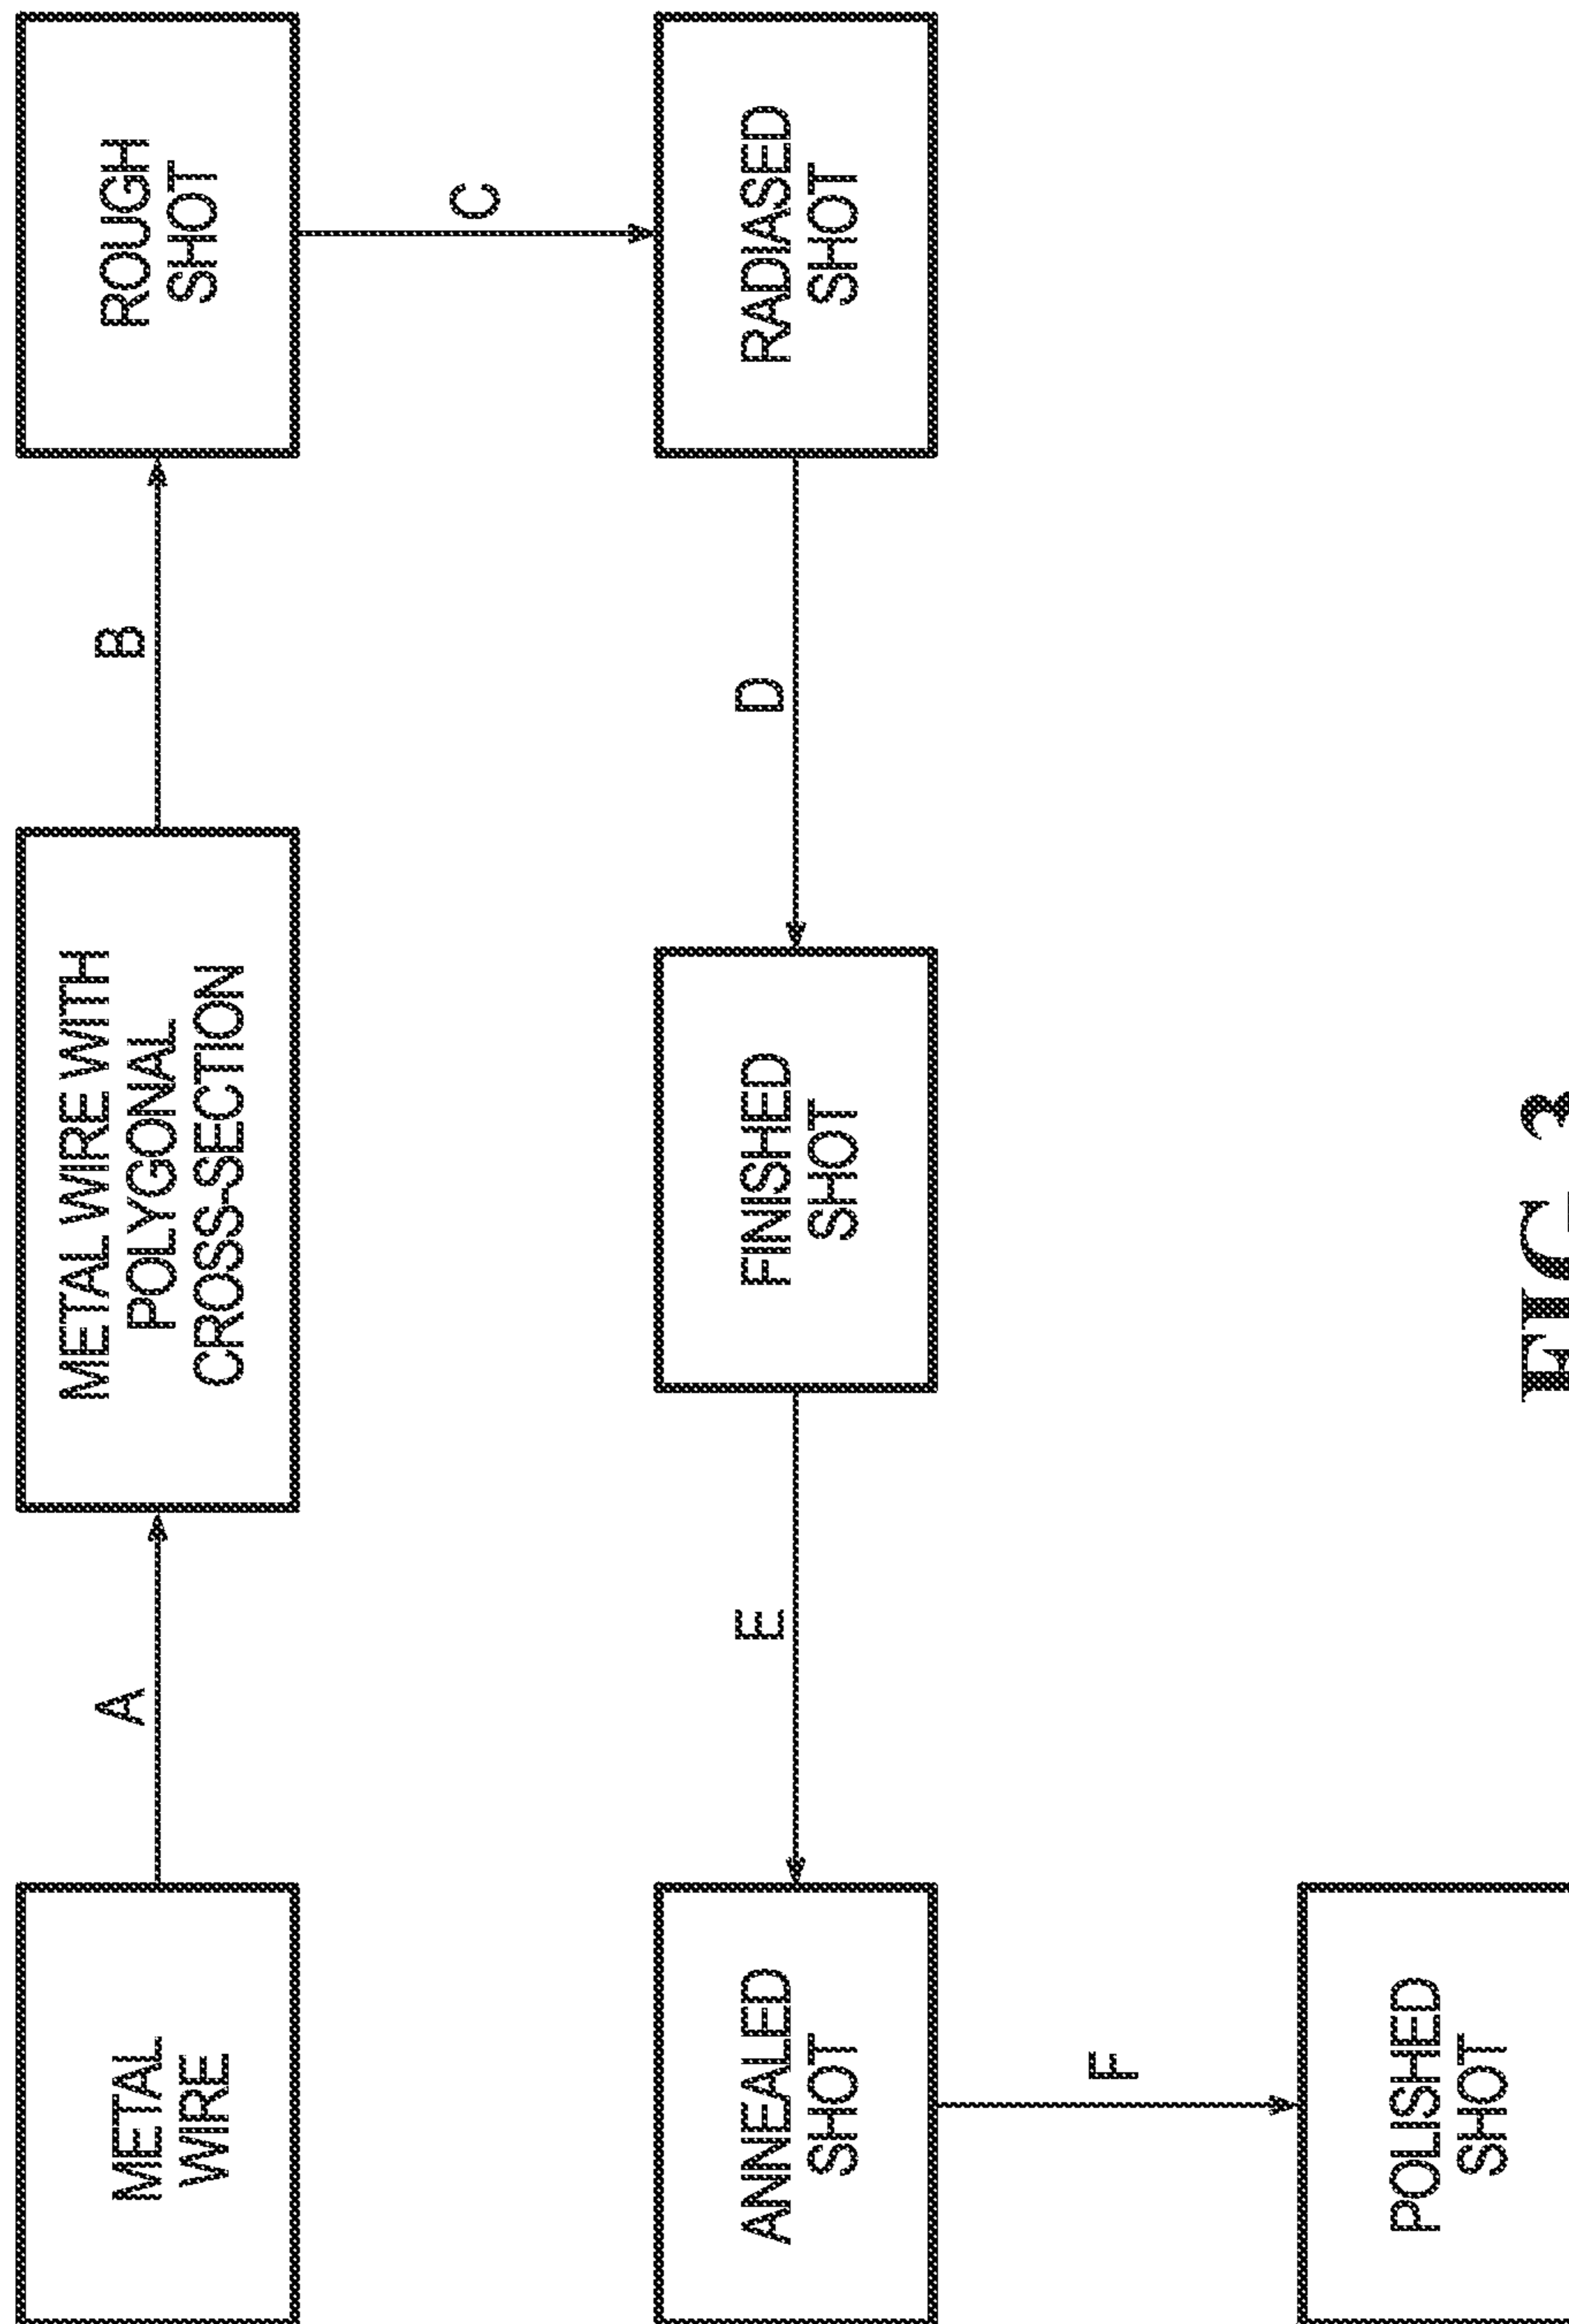 METAL
WIRE
A
METAL WIRE WITH
POLYGONAL
CROSS-SECTION
B
ROUGH
SHOT
C
RADIASED
SHOT
D
FINISHED
SHOT
E
ANNEALED
SHOT
F
POLISHED
SHOT
FIG. 3